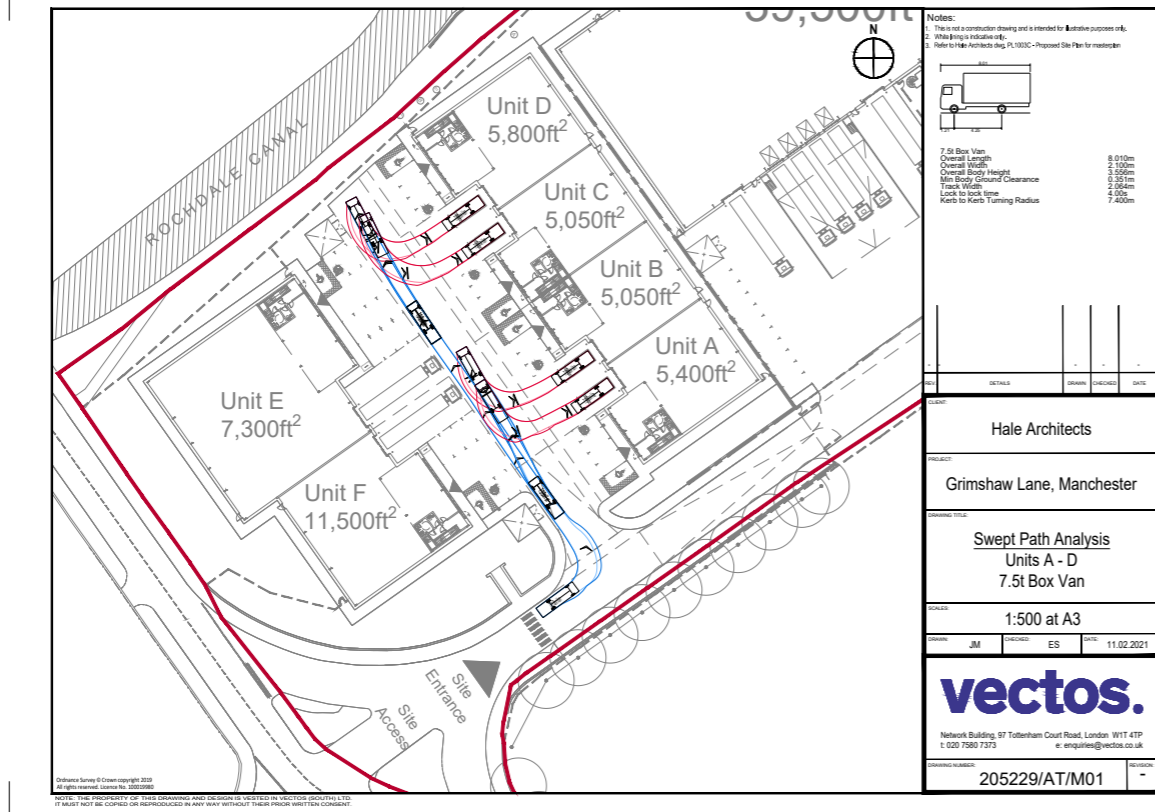 N
Unit D
5,800ft²
Unit C
5,050ft²
Unit B
5,050ft²
Unit A
5,400ft²
Unit E
7,300ft²
Unit F
11,500ft²
ROCHDALE CANAL
Site
Entrance
Site
Access
Ordnance Survey © Crown copyright 2019
All rights reserved. Licence No. 100019980
NOTE: THE PROPERTY OF THIS DRAWING AND DESIGN IS VESTED IN VECTOS (SOUTH) LTD.
IT MUST NOT BE COPIED OR REPRODUCED IN ANY WAY WITHOUT THEIR PRIOR WRITTEN CONSENT.
Notes:
1. This is not a construction drawing and is intended for illustrative purposes only.
2. White lining is indicative only.
3. Refer to Hale Architects dwg. PL1003C - Proposed Site Plan for masterplan
7.5t Box Van
Overall Length 8.010m
Overall Width 2.100m
Overall Body Height 3.556m
Min Body Ground Clearance 0.351m
Track Width 2.064m
Lock to lock time 4.00s
Kerb to Kerb Turning Radius 7.400m
REV DETAILS DRAWN CHECKED DATE
CLIENT:
Hale Architects
PROJECT:
Grimshaw Lane, Manchester
DRAWING TITLE:
Swept Path Analysis
Units A - D
7.5t Box Van
SCALES:
1:500 at A3
DRAWN: JM CHECKED: ES DATE: 11.02.2021
vectos.
Network Building, 97 Tottenham Court Road, London W1T 4TP
t: 020 7580 7373 e: enquiries@vectos.co.uk
DRAWING NUMBER: REVISION:
205229/AT/M01 -